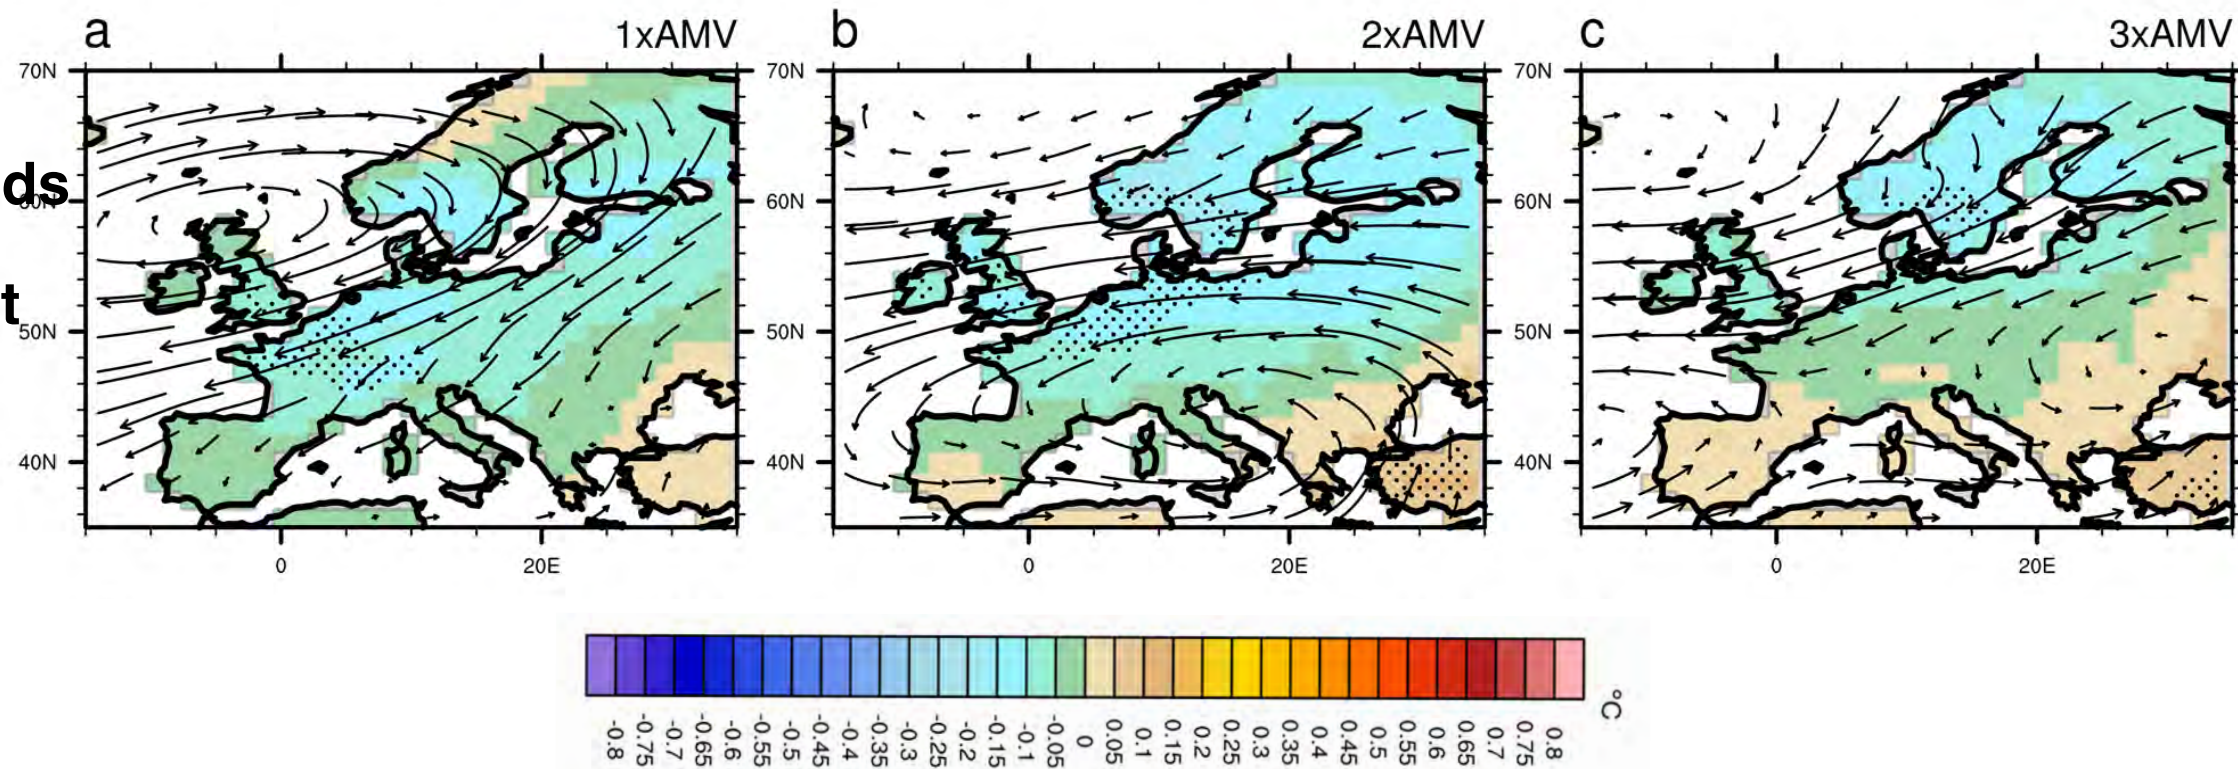 a 1xAMV b 2xAMV c 3xAMV
70N 70N 70N
ds
60N 60N 60N
t
50N 50N 50N
40N 40N 40N
0 20E 0 20E 0 20E
°C
-0.8 -0.75 -0.7 -0.65 -0.6 -0.55 -0.5 -0.45 -0.4 -0.35 -0.3 -0.25 -0.2 -0.15 -0.1 -0.05 0 0.05 0.1 0.15 0.2 0.25 0.3 0.35 0.4 0.45 0.5 0.55 0.6 0.65 0.7 0.75 0.8